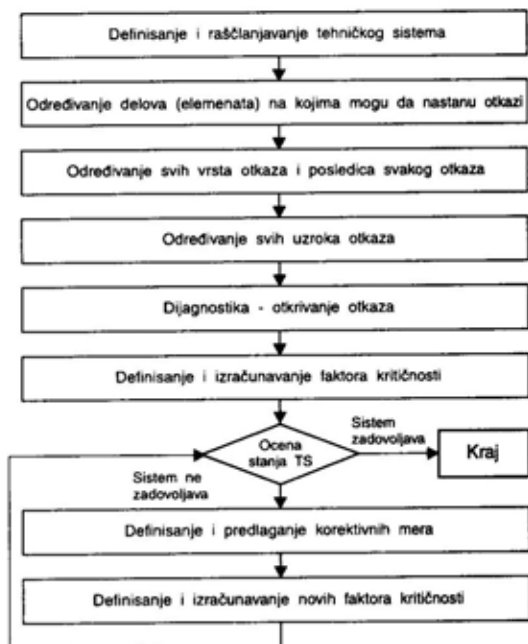 Definisanje i raščlanjavanje tehničkog sistema
Određivanje delova (elemenata) na kojima mogu da nastanu otkazi
Određivanje svih vrsta otkaza i posledica svakog otkaza
Određivanje svih uzroka otkaza
Dijagnostika - otkrivanje otkaza
Definisanje i izračunavanje faktora kritičnosti
Ocena
stanja TS
Sistem
zadovoljava
Kraj
Sistem ne
zadovoljava
Definisanje i predlaganje korektivnih mera
Definisanje i izračunavanje novih faktora kritičnosti